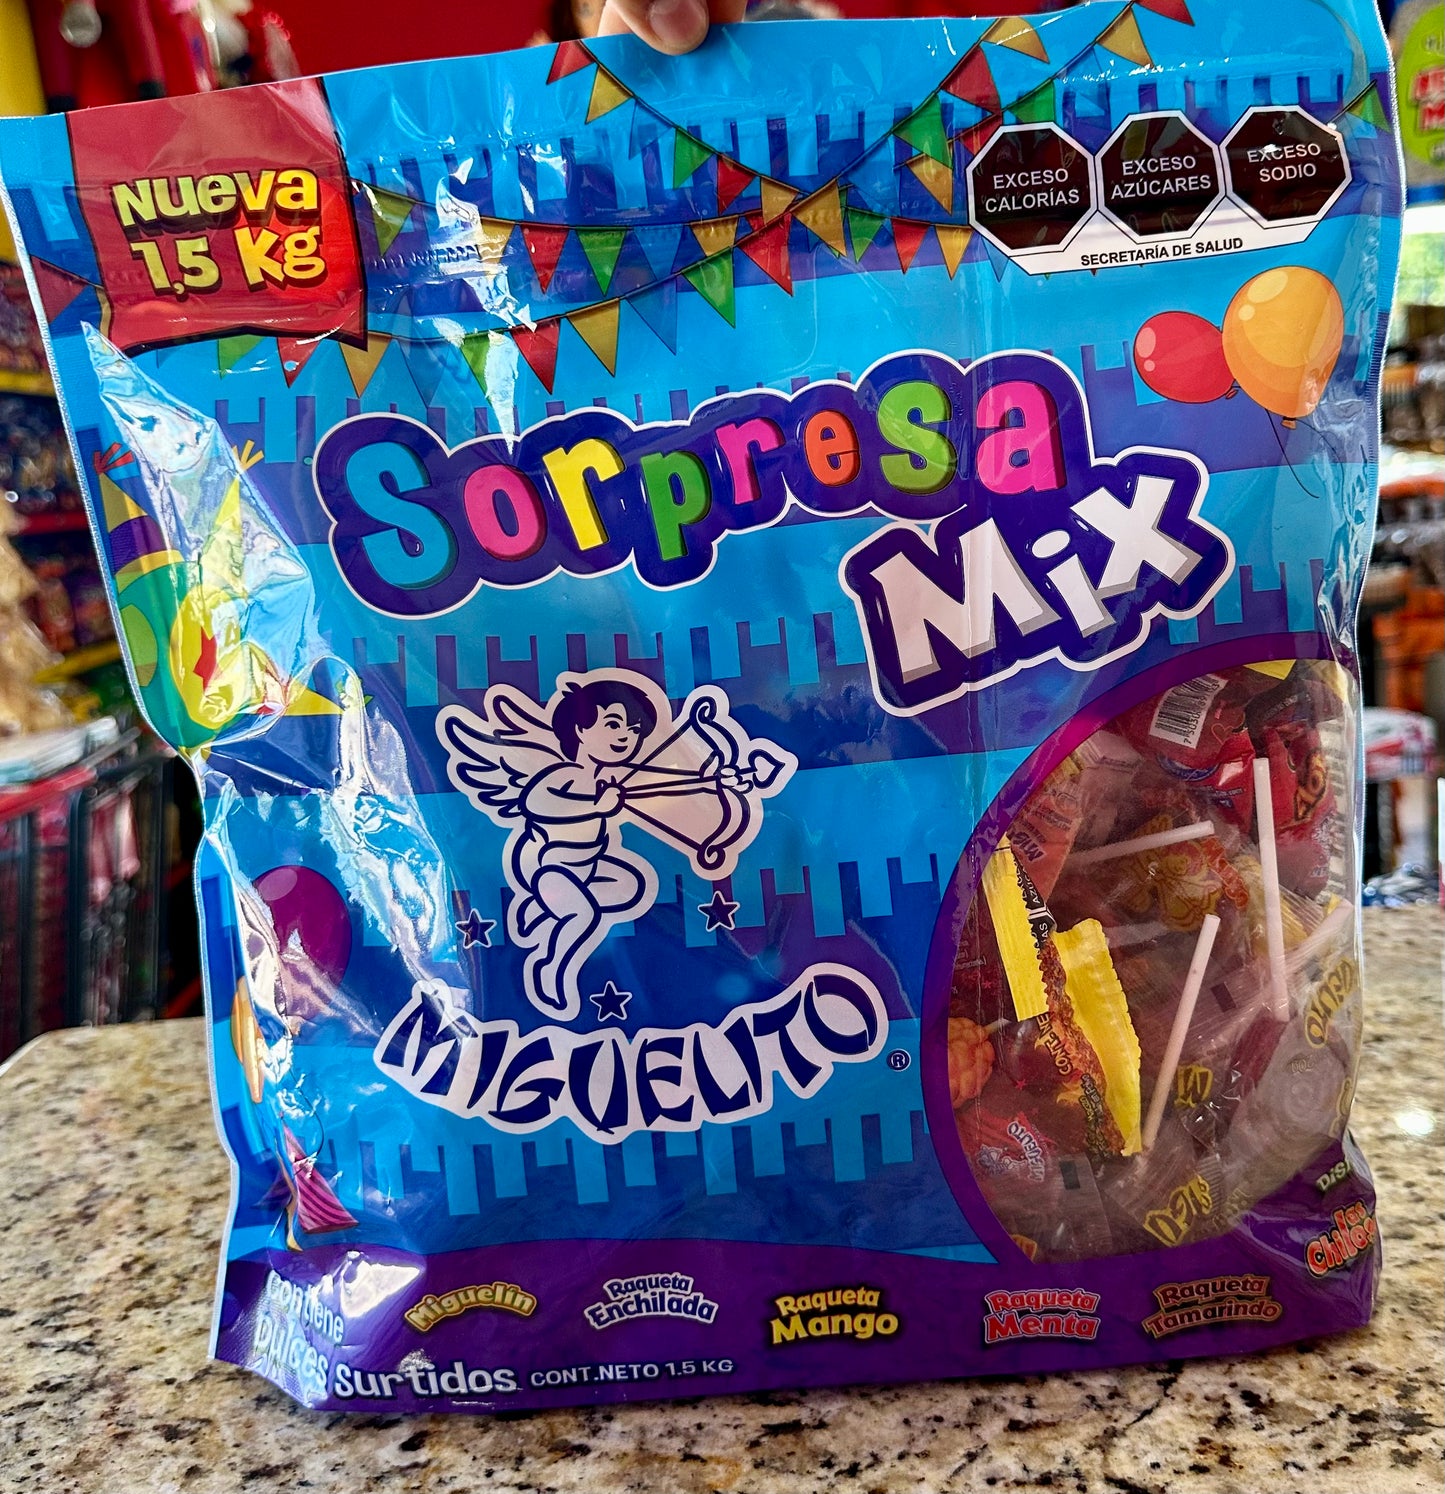 Nueva
1,5 Kg
EXCESO
CALORÍAS
EXCESO
AZÚCARES
EXCESO
SODIO
SECRETARÍA DE SALUD
Sorpresa
Mix
MIGUELITO®
Contiene
Dulces Surtidos CONT.NETO 1.5 KG
Miguelín
Raqueta
Enchilada
Raqueta
Mango
Raqueta
Menta
Raqueta
Tamarindo
MIGUELITO